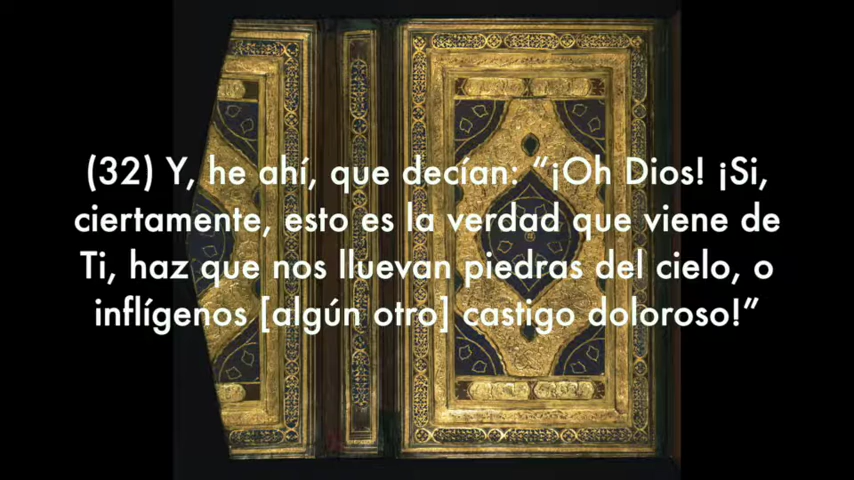 (32) Y, he ahí, que decían: “¡Oh Dios! ¡Si,
ciertamente, esto es la verdad que viene de
Ti, haz que nos lluevan piedras del cielo, o
inflígenos [algún otro] castigo doloroso!”